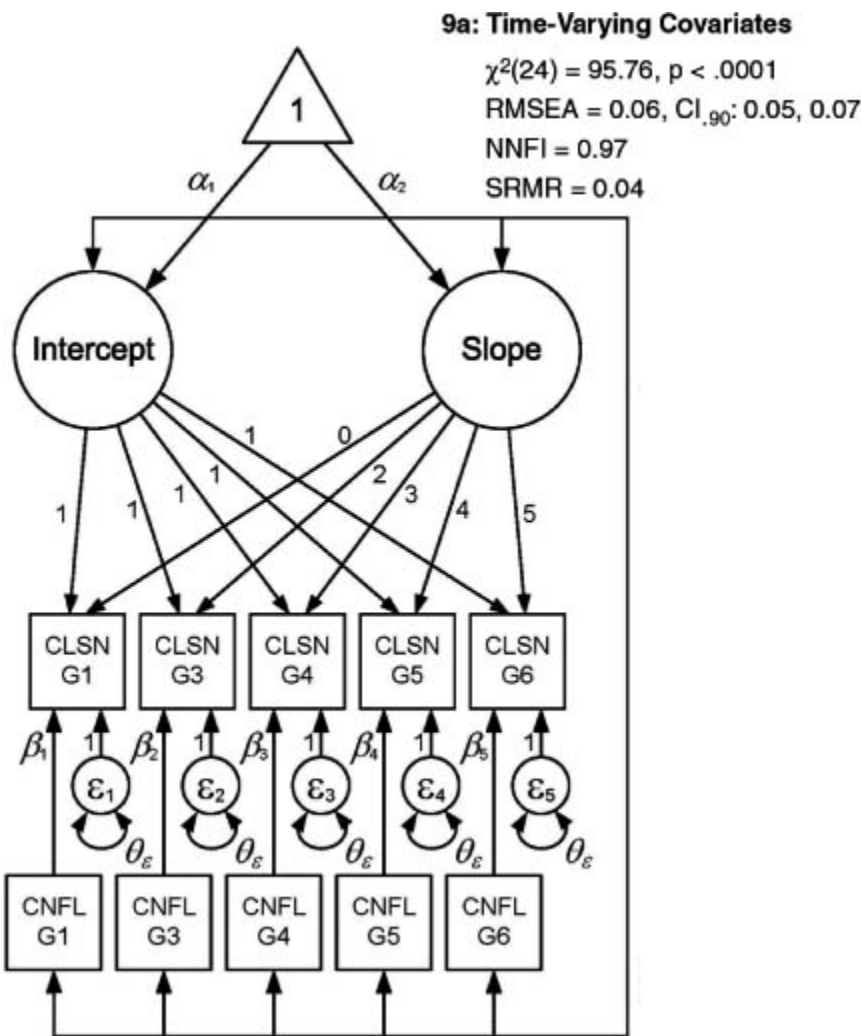 9a: Time-Varying Covariates
χ²(24) = 95.76, p < .0001
RMSEA = 0.06, CI.90: 0.05, 0.07
NNFI = 0.97
SRMR = 0.04
1
α₁ α₂
Intercept Slope
1 0
1 1 1 1 2 3 4 5
CLSN CLSN CLSN CLSN CLSN
G1 G3 G4 G5 G6
β₁ 1 β₂ 1 β₃ 1 β₄ 1 β₅ 1
ε₁ ε₂ ε₃ ε₄ ε₅
θε θε θε θε θε
CNFL CNFL CNFL CNFL CNFL
G1 G3 G4 G5 G6